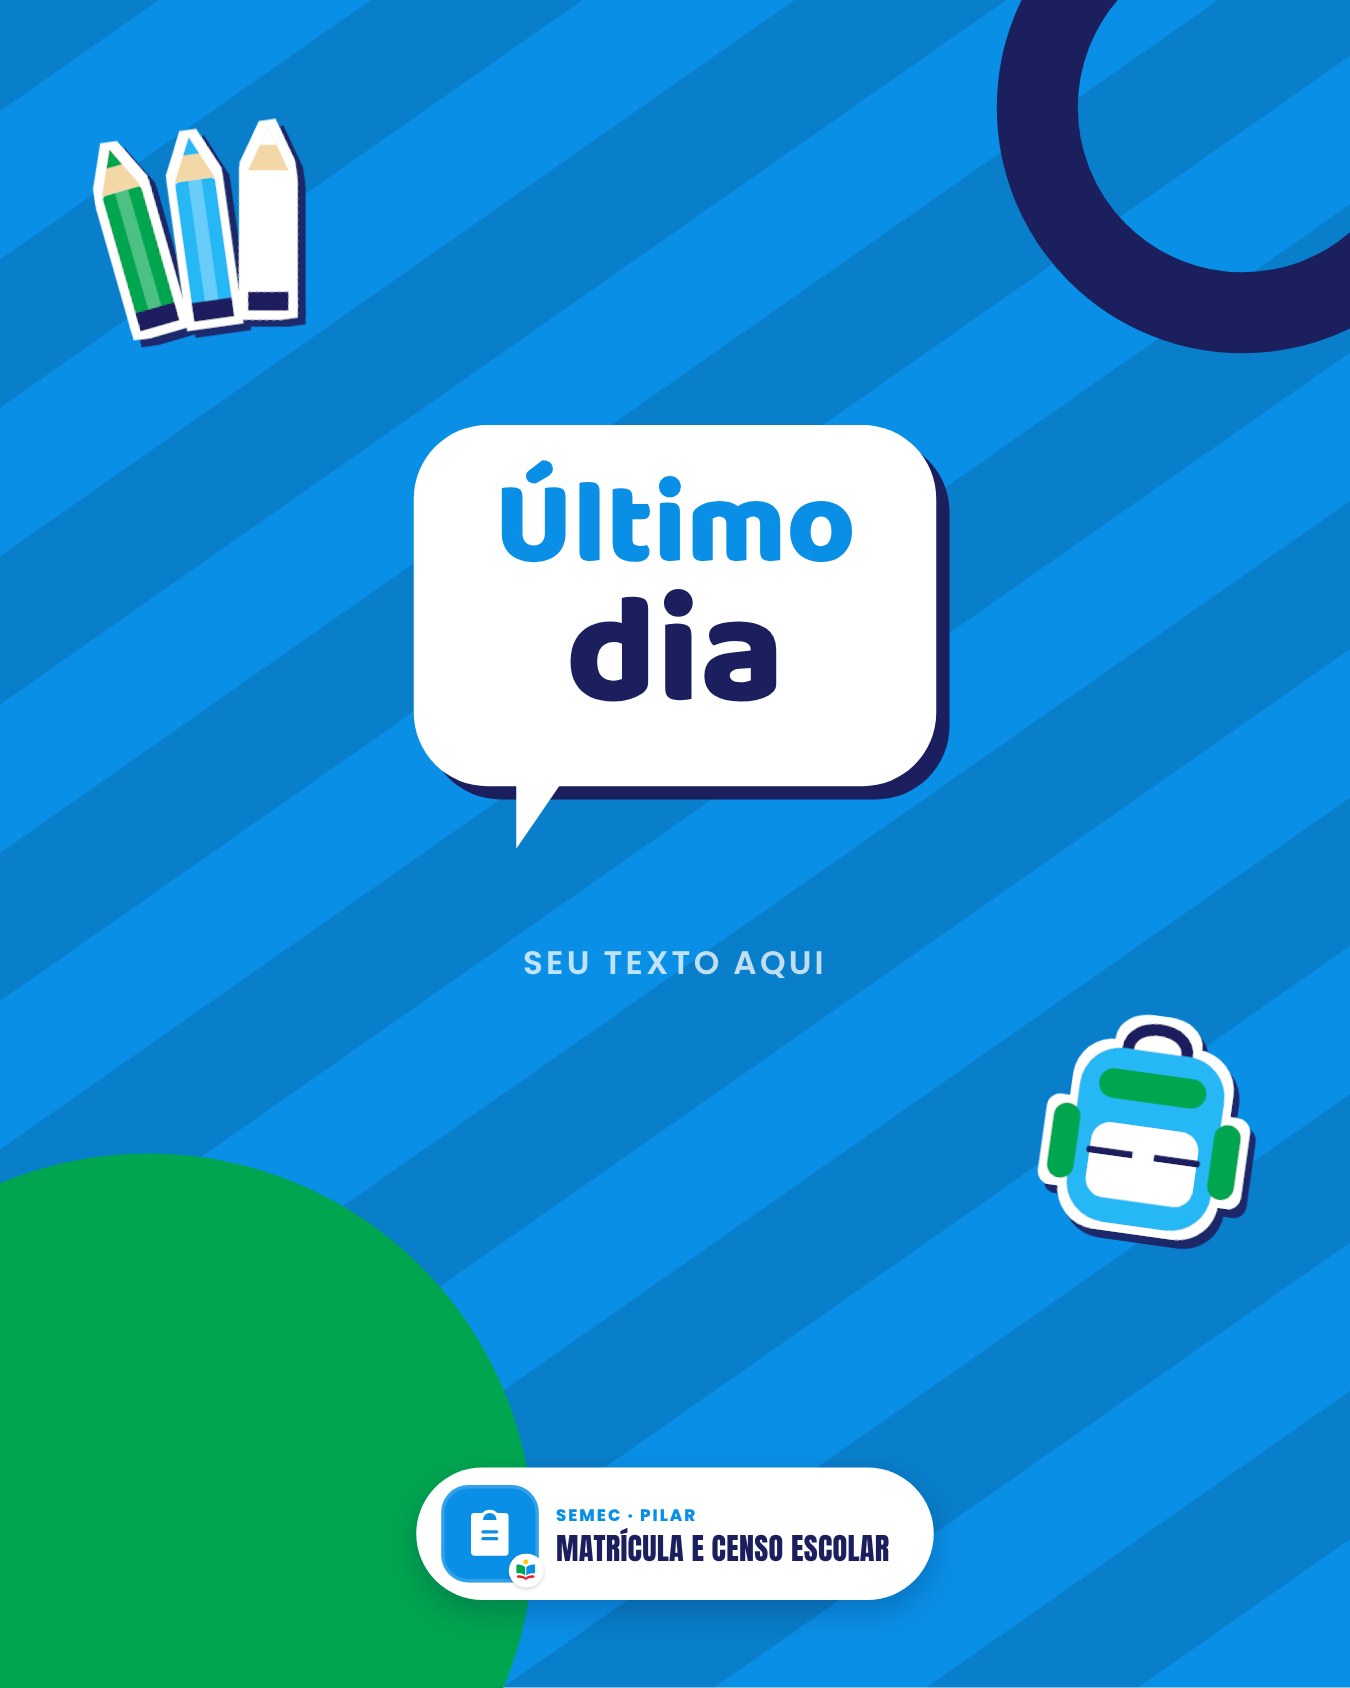 Último
dia
SEU TEXTO AQUI
SEMEC · PILAR
MATRÍCULA E CENSO ESCOLAR